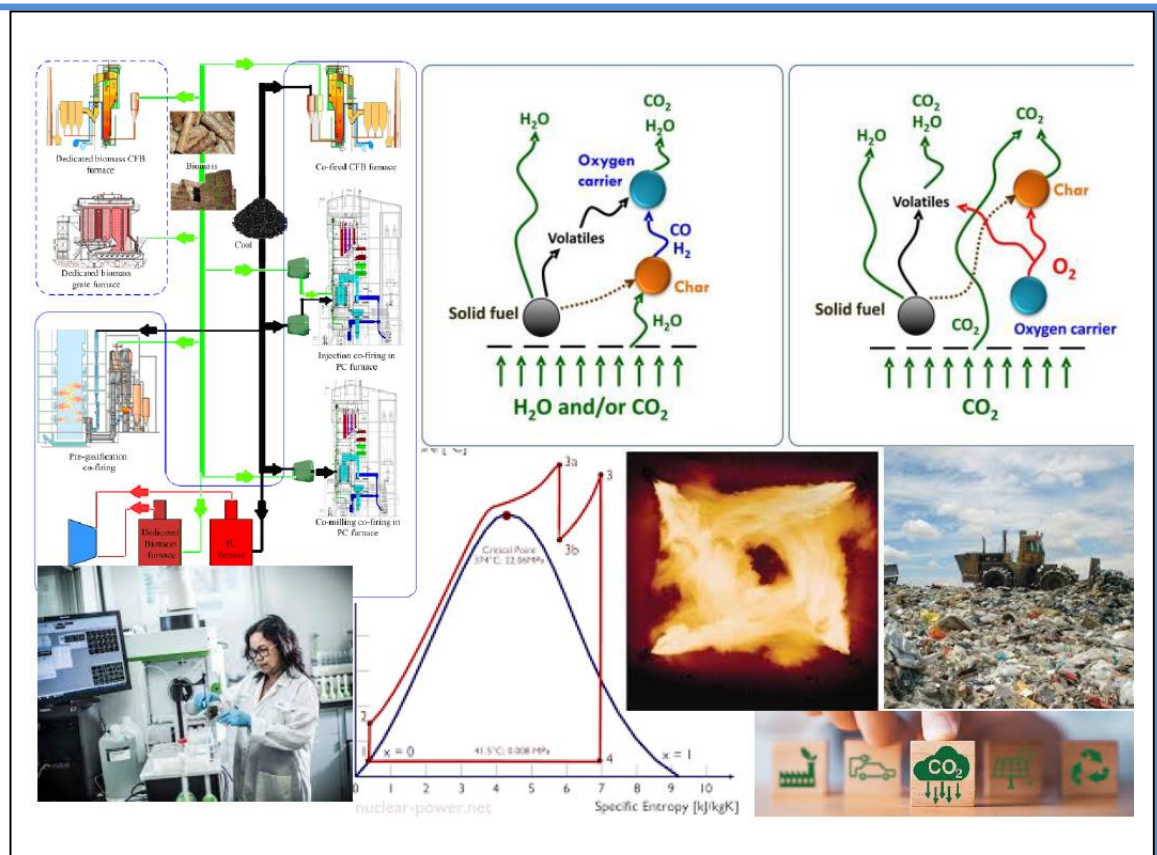 Dedicated biomass CFB
furnace
Biomass
Co-fired CFB furnace
Dedicated biomass
grate furnace
Coal
Injection co-firing in
PC furnace
Pre-gasification
co-firing
Co-milling co-firing in
PC furnace
Dedicated
Biomass
furnace
PC
furnace
H₂O
CO₂
H₂O
Oxygen
carrier
Volatiles
CO
H₂
Char
Solid fuel
H₂O
H₂O and/or CO₂
H₂O
CO₂
H₂O
CO₂
Volatiles
Char
O₂
Solid fuel
CO₂
Oxygen carrier
CO₂
3a
3
3b
Critical Point
374°C; 22.06MPa
2
1
x = 0
41.5°C; 0.008 MPa
4
x = 1
0 1 2 3 4 5 6 7 8 9 10
nuclear-power.net
Specific Entropy [kJ/kgK]
CO₂